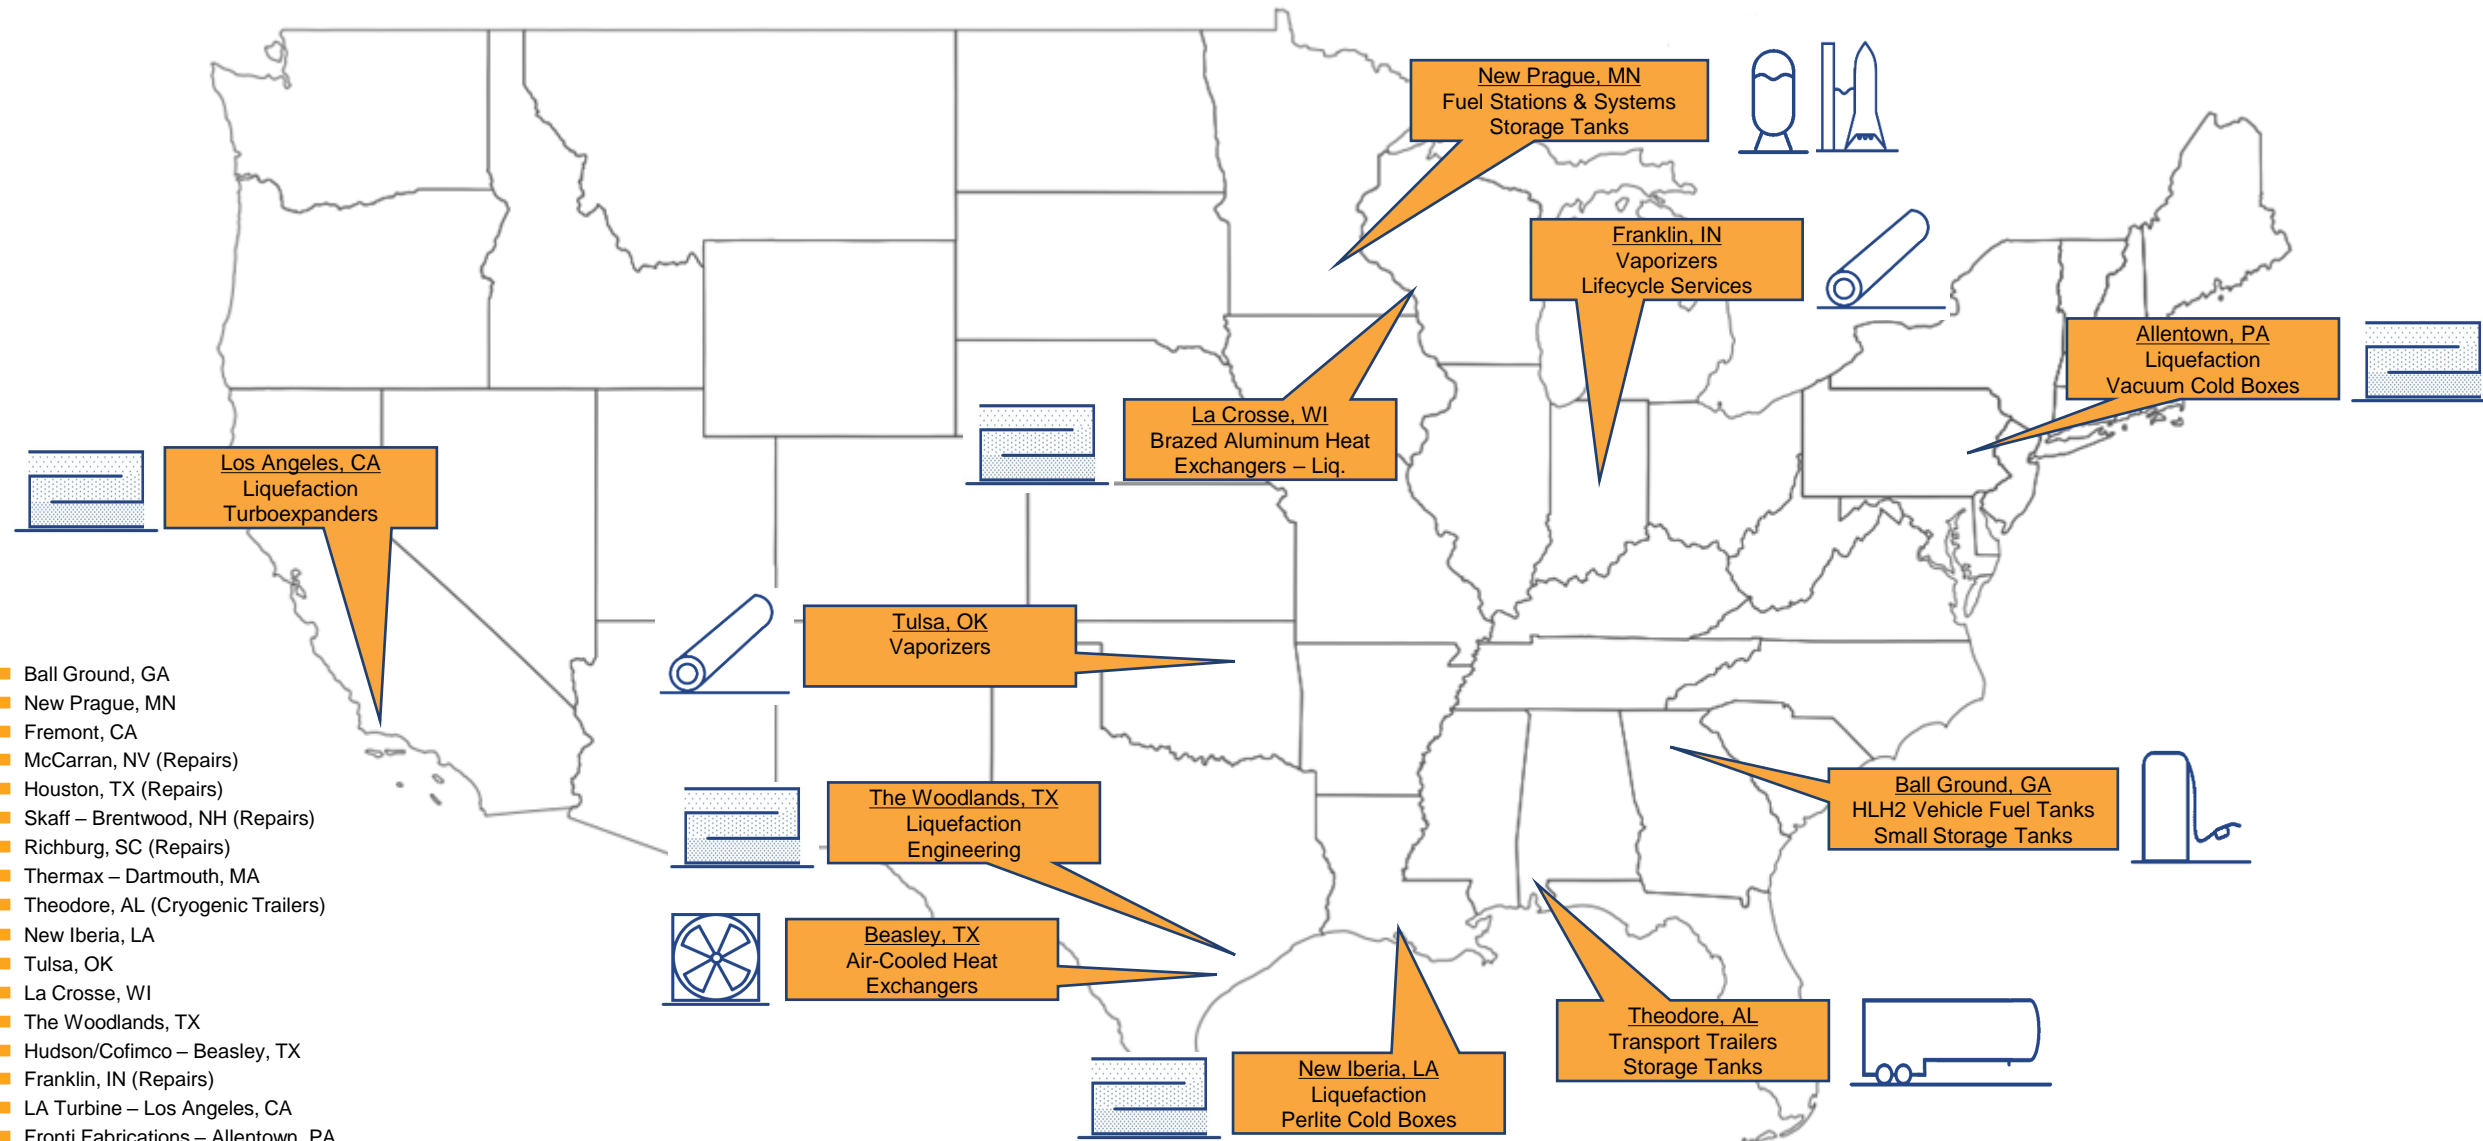 New Prague, MN
Fuel Stations & Systems
Storage Tanks
Franklin, IN
Vaporizers
Lifecycle Services
Allentown, PA
Liquefaction
Vacuum Cold Boxes
La Crosse, WI
Brazed Aluminum Heat
Exchangers – Liq.
Los Angeles, CA
Liquefaction
Turboexpanders
Tulsa, OK
Vaporizers
The Woodlands, TX
Liquefaction
Engineering
Ball Ground, GA
HLH2 Vehicle Fuel Tanks
Small Storage Tanks
Beasley, TX
Air-Cooled Heat
Exchangers
Theodore, AL
Transport Trailers
Storage Tanks
New Iberia, LA
Liquefaction
Perlite Cold Boxes
Ball Ground, GA
New Prague, MN
Fremont, CA
McCarran, NV (Repairs)
Houston, TX (Repairs)
Skaff – Brentwood, NH (Repairs)
Richburg, SC (Repairs)
Thermax – Dartmouth, MA
Theodore, AL (Cryogenic Trailers)
New Iberia, LA
Tulsa, OK
La Crosse, WI
The Woodlands, TX
Hudson/Cofimco – Beasley, TX
Franklin, IN (Repairs)
LA Turbine – Los Angeles, CA
Fronti Fabrications – Allentown, PA